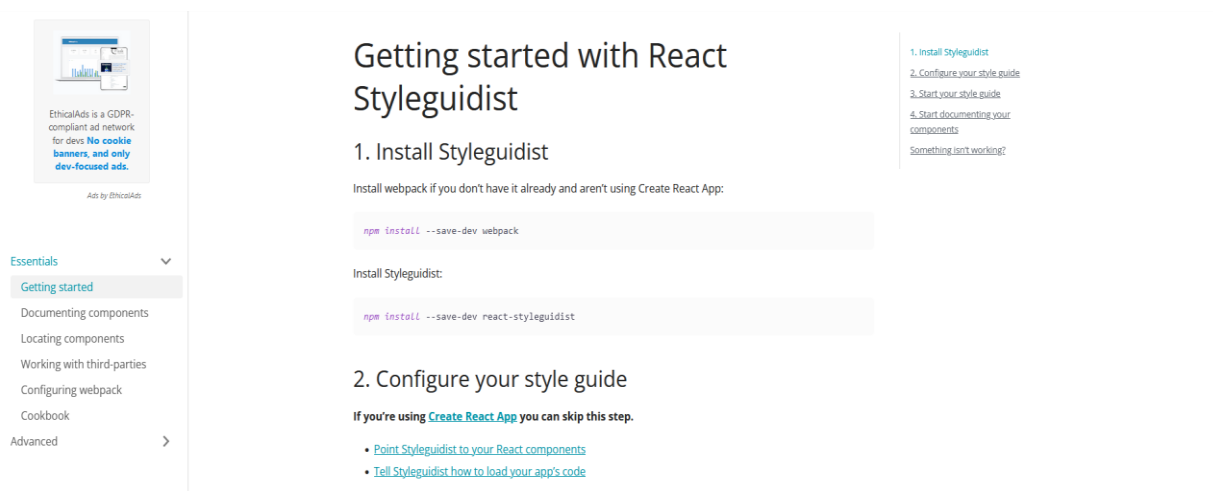 EthicalAds is a GDPR-
compliant ad network
for devs No cookie
banners, and only
dev-focused ads.
Ads by EthicalAds
Essentials
Getting started
Documenting components
Locating components
Working with third-parties
Configuring webpack
Cookbook
Advanced
Getting started with React
Styleguidist
1. Install Styleguidist
Install webpack if you don’t have it already and aren’t using Create React App:
npm install --save-dev webpack
Install Styleguidist:
npm install --save-dev react-styleguidist
2. Configure your style guide
If you’re using Create React App you can skip this step.
• Point Styleguidist to your React components
• Tell Styleguidist how to load your app’s code
1. Install Styleguidist
2. Configure your style guide
3. Start your style guide
4. Start documenting your
components
Something isn’t working?